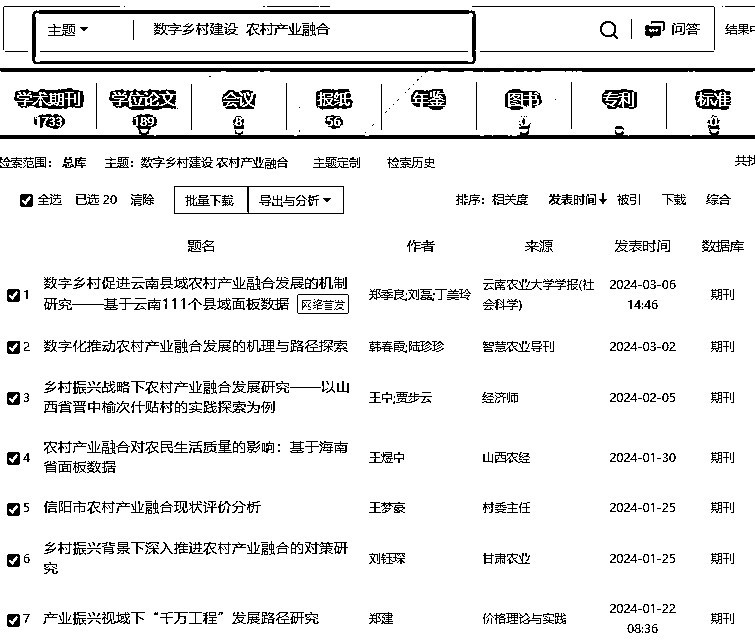 主题 数字乡村建设 农村产业融合 问答 结果中
学术期刊 学位论文 会议 报纸 年鉴 图书 专利 标准
1733 189 8 56
检索范围：总库 主题：数字乡村建设 农村产业融合 主题定制 检索历史 共找
全选 已选 20 清除 批量下载 导出与分析 排序：相关度 发表时间↓ 被引 下载 综合
题名 作者 来源 发表时间 数据库
1 数字乡村促进云南县域农村产业融合发展的机制
研究——基于云南111个县域面板数据 网络首发 郑季良;刘磊;丁美玲 云南农业大学学报(社
会科学) 2024-03-06
14:46 期刊
2 数字化推动农村产业融合发展的机理与路径探索 韩春霞;陆珍珍 智慧农业导刊 2024-03-02 期刊
3 乡村振兴战略下农村产业融合发展研究——以山
西省晋中榆次什贴村的实践探索为例 王中;贾步云 经济师 2024-02-05 期刊
4 农村产业融合对农民生活质量的影响：基于海南
省面板数据 王煜中 山西农经 2024-01-30 期刊
5 信阳市农村产业融合现状评价分析 王梦豪 村委主任 2024-01-25 期刊
6 乡村振兴背景下深入推进农村产业融合的对策研
究 刘钰琛 甘肃农业 2024-01-25 期刊
7 产业振兴视域下“千万工程”发展路径研究 郑建 价格理论与实践 2024-01-22
08:36 期刊